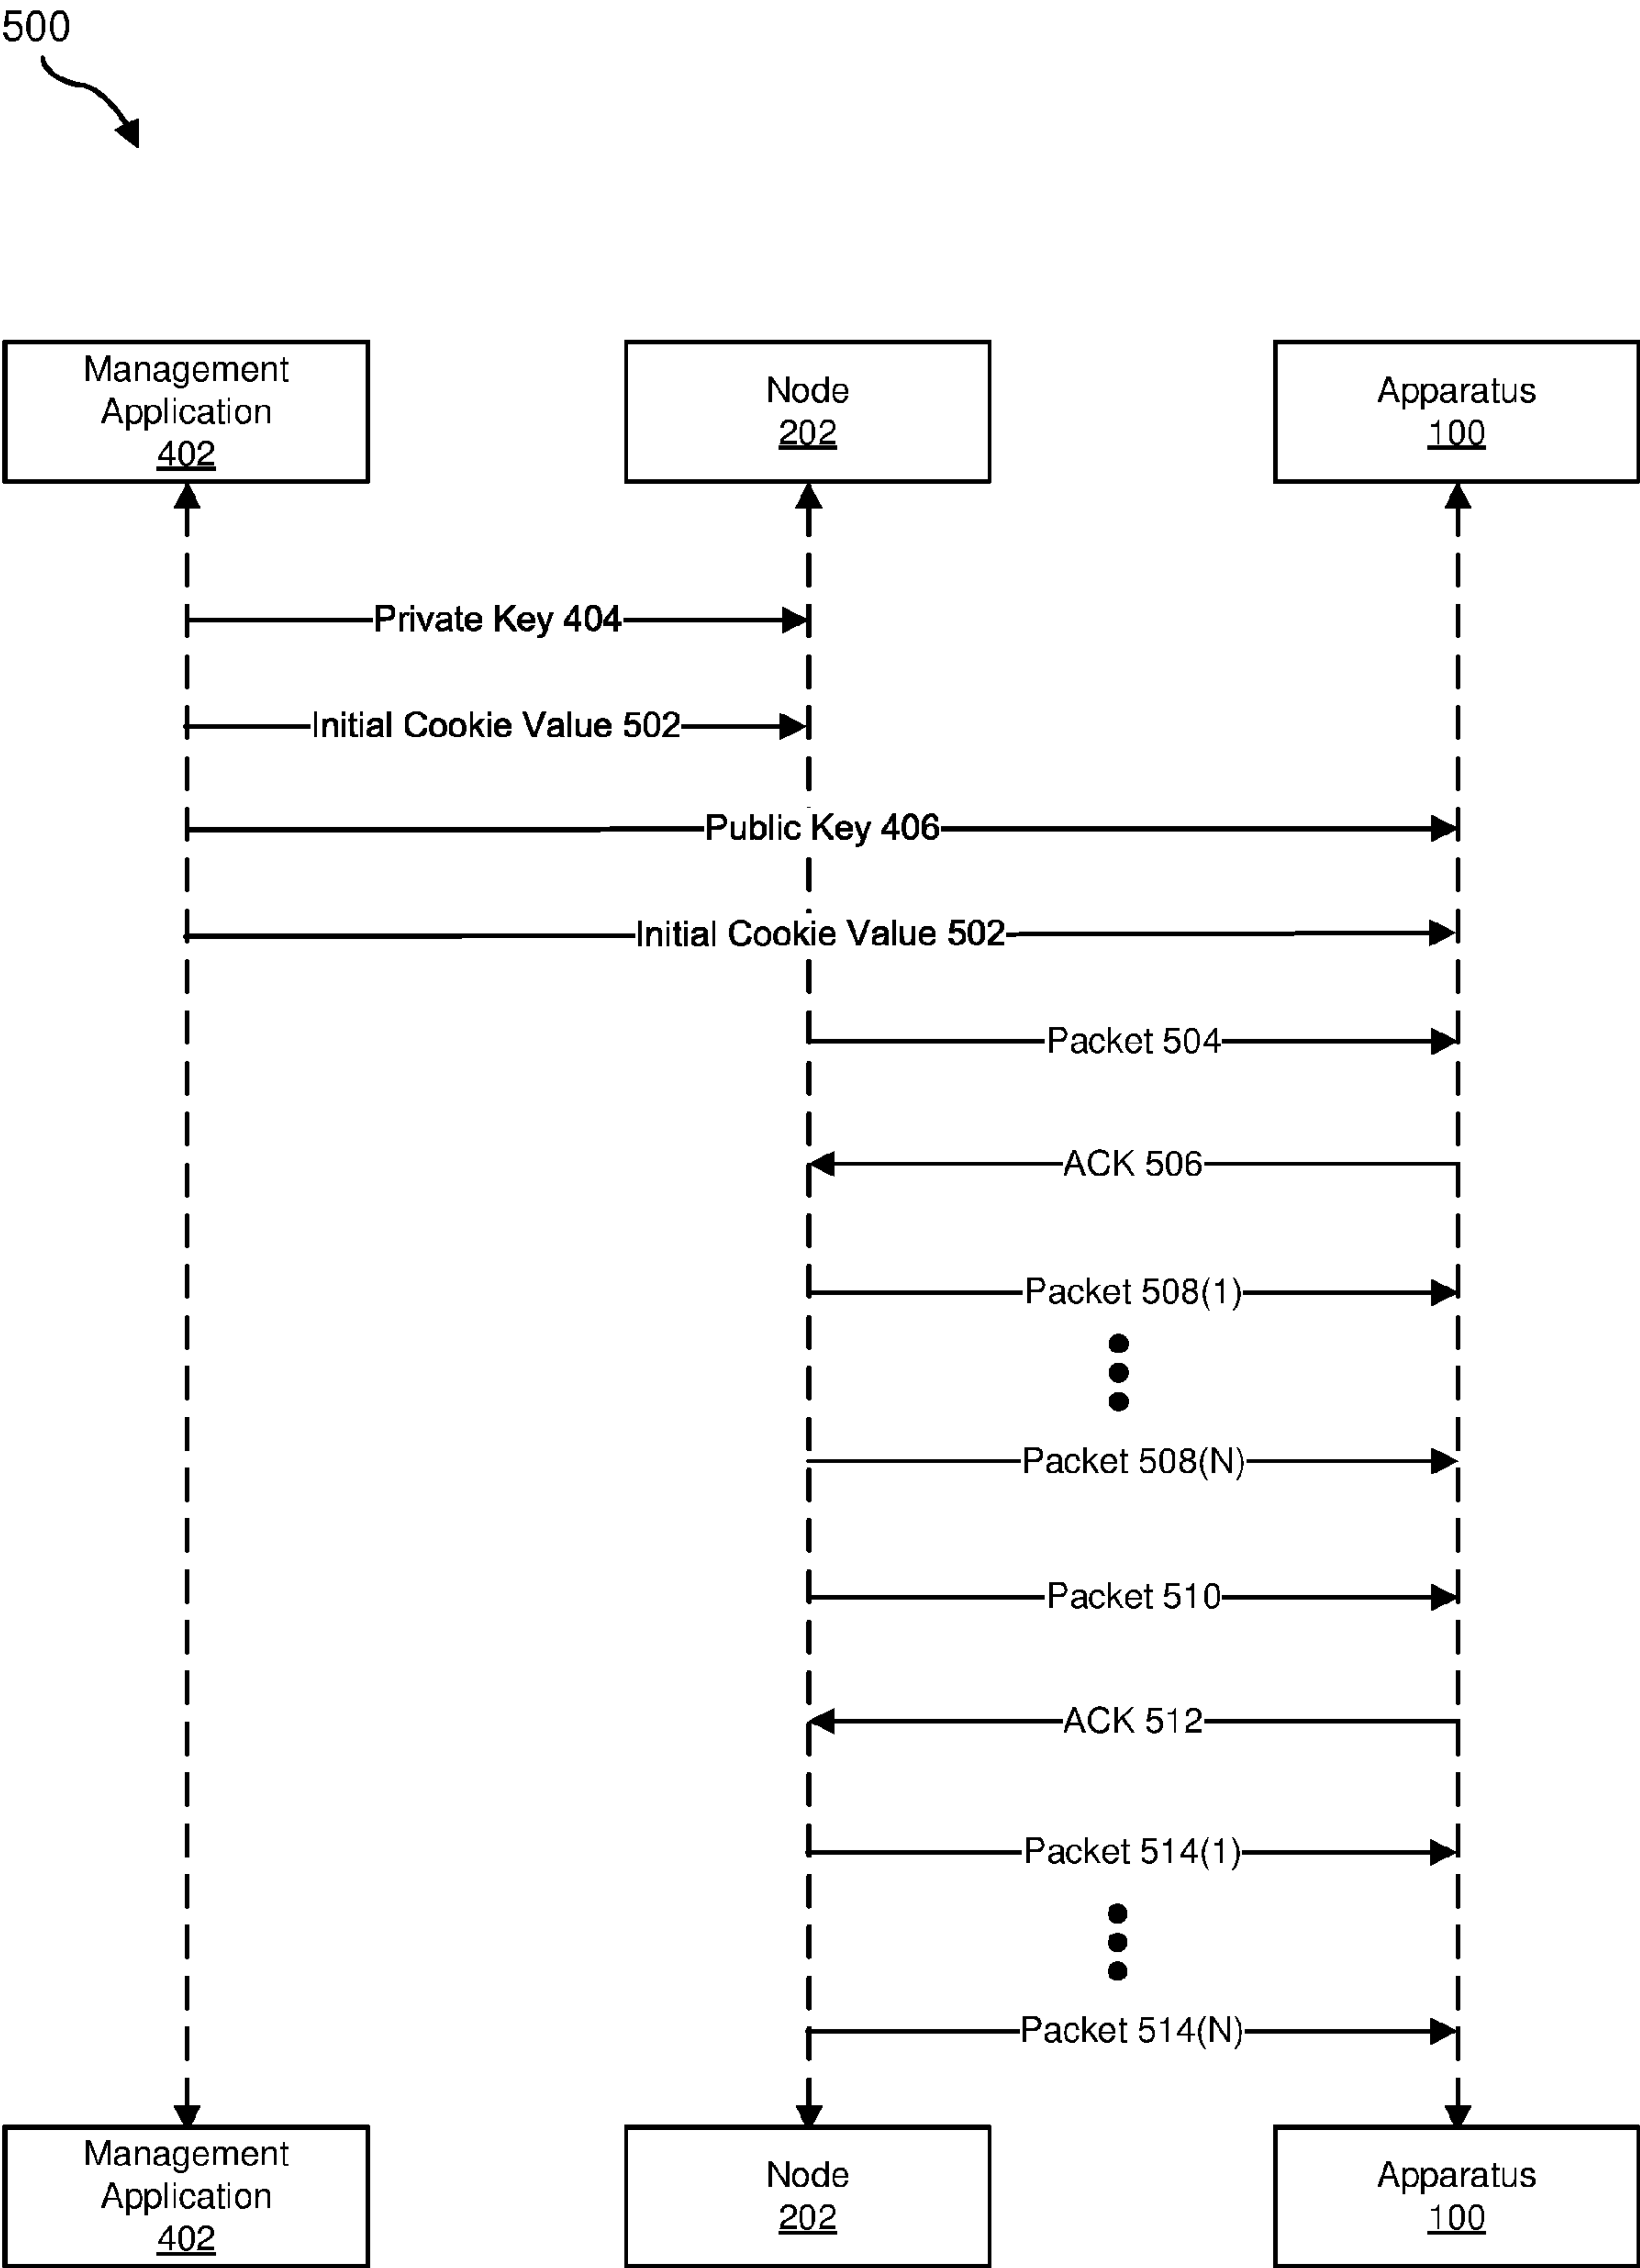 500
Management
Application
402
Node
202
Apparatus
100
Private Key 404
Initial Cookie Value 502
Public Key 406
Initial Cookie Value 502
Packet 504
ACK 506
Packet 508(1)
Packet 508(N)
Packet 510
ACK 512
Packet 514(1)
Packet 514(N)
Management
Application
402
Node
202
Apparatus
100